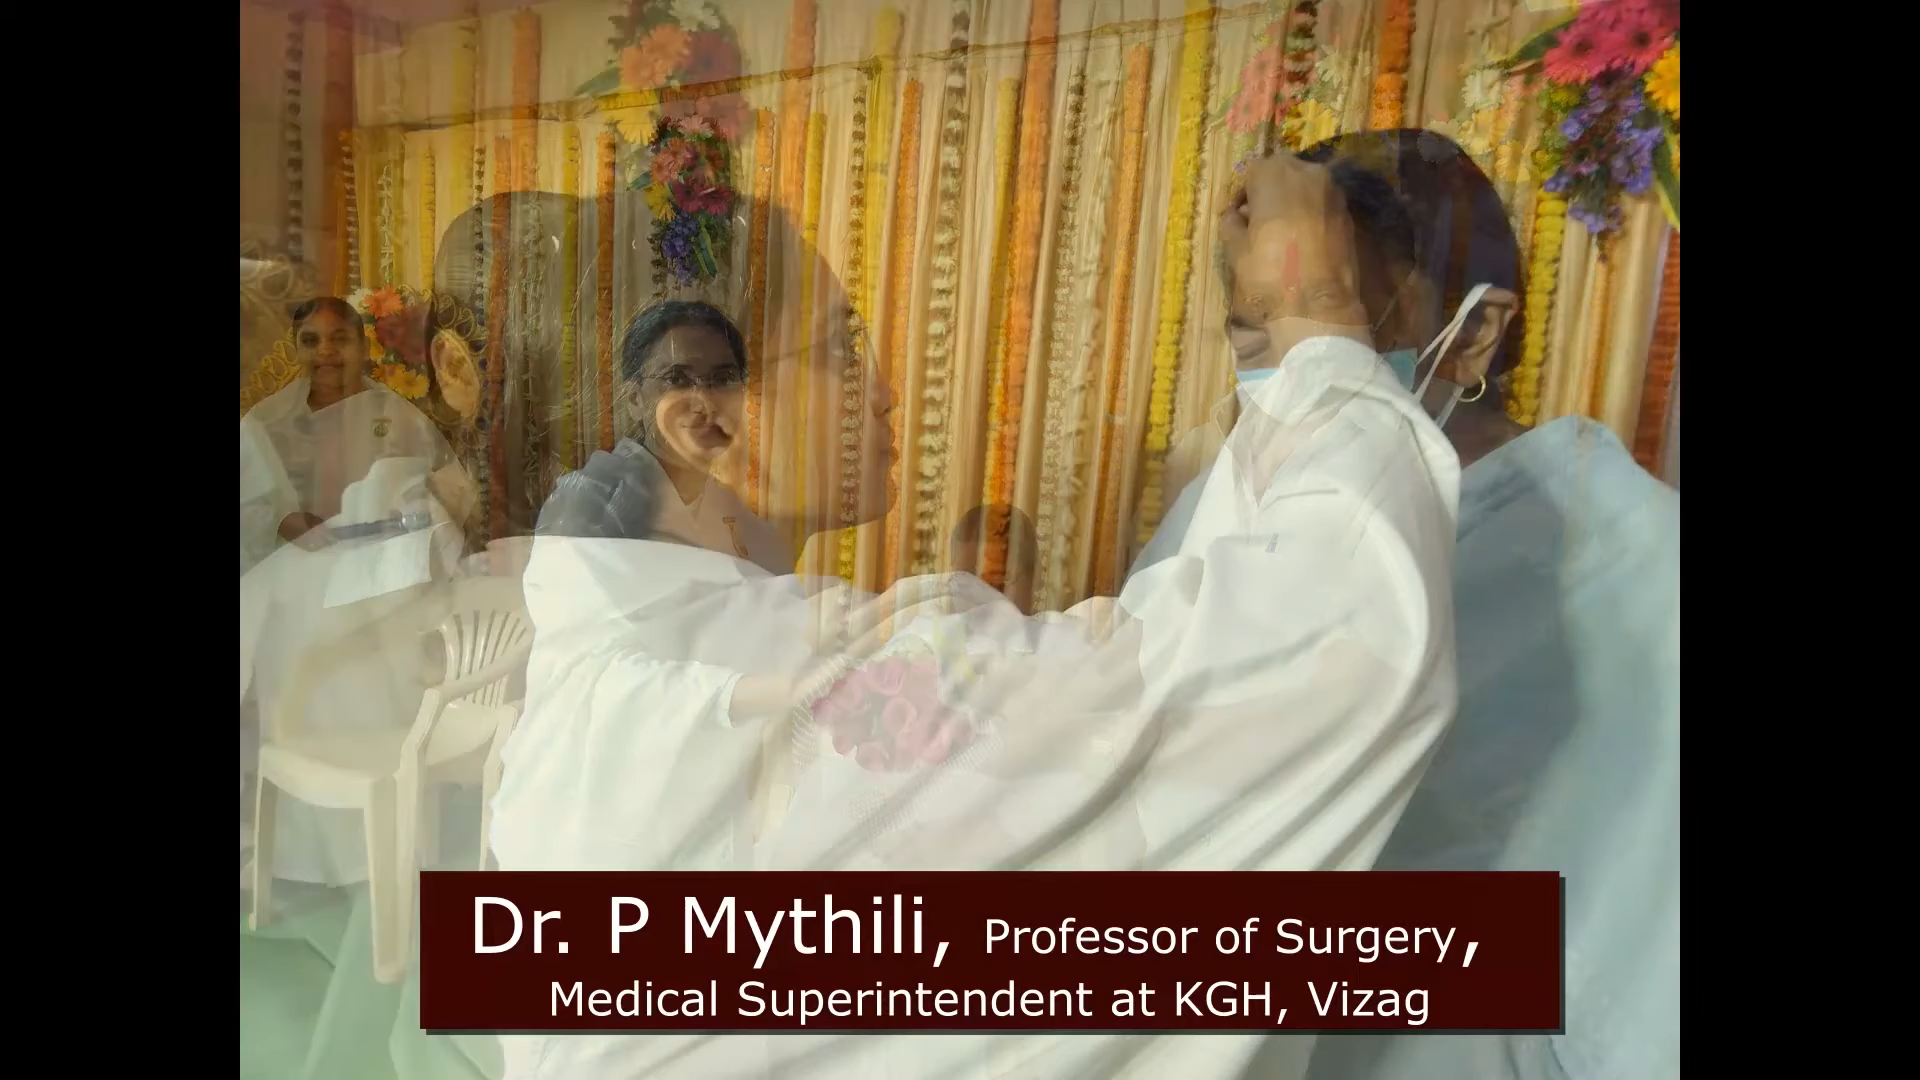 Dr. P Mythili, Professor of Surgery,
Medical Superintendent at KGH, Vizag